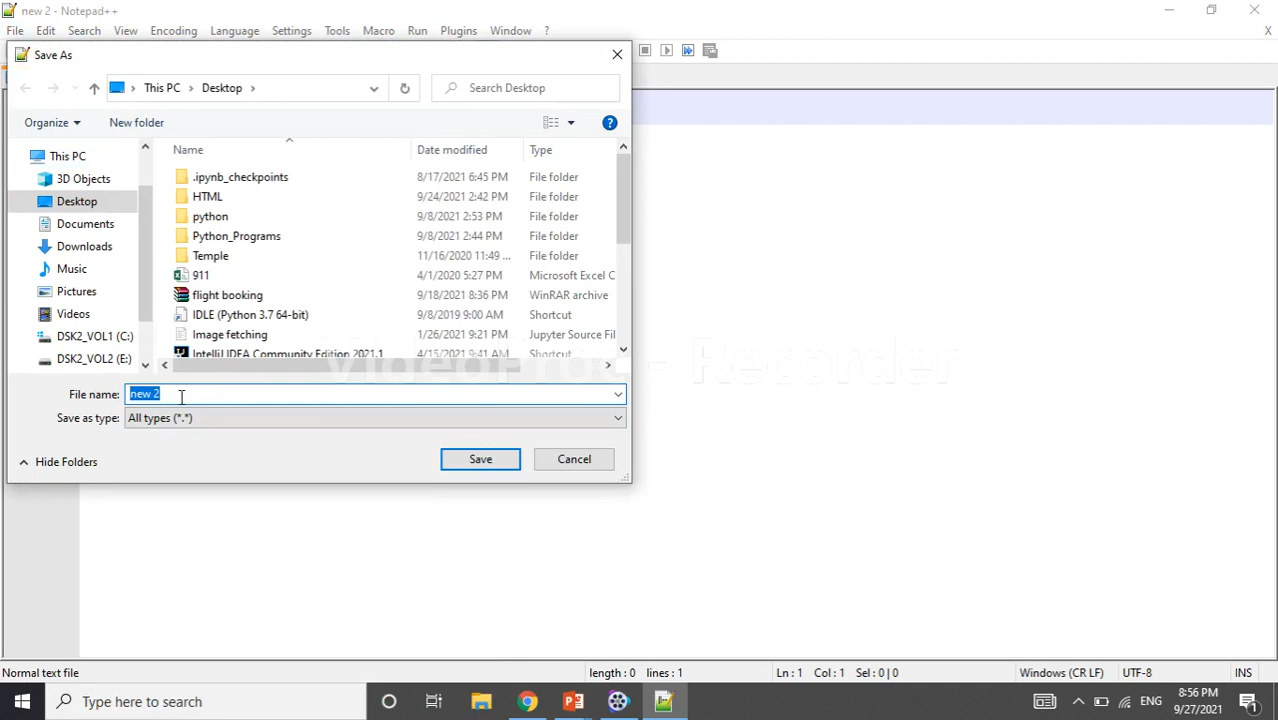 new 2 - Notepad++
File Edit Search View Encoding Language Settings Tools Macro Run Plugins Window ? X
Save As
This PC Desktop
Search Desktop
Organize New folder
This PC
3D Objects
Desktop
Documents
Downloads
Music
Pictures
Videos
DSK2_VOL1 (C:)
DSK2_VOL2 (E:)
Name Date modified Type
.ipynb_checkpoints 8/17/2021 6:45 PM File folder
HTML 9/24/2021 2:42 PM File folder
python 9/8/2021 2:53 PM File folder
Python_Programs 9/8/2021 2:44 PM File folder
Temple 11/16/2020 11:49 ... File folder
911 4/1/2020 5:27 PM Microsoft Excel C
flight booking 9/18/2021 8:36 PM WinRAR archive
IDLE (Python 3.7 64-bit) 9/8/2019 9:00 AM Shortcut
Image fetching 1/26/2021 9:21 PM Jupyter Source Fil
IntelliJ IDEA Community Edition 2021.1 4/15/2021 9:41 AM Shortcut
VideoProc - Recorder
File name: new 2
Save as type: All types (*.*)
Hide Folders Save Cancel
Normal text file length : 0 lines : 1 Ln : 1 Col : 1 Sel : 0 | 0 Windows (CR LF) UTF-8 INS
Type here to search
ENG
8:56 PM
9/27/2021
1